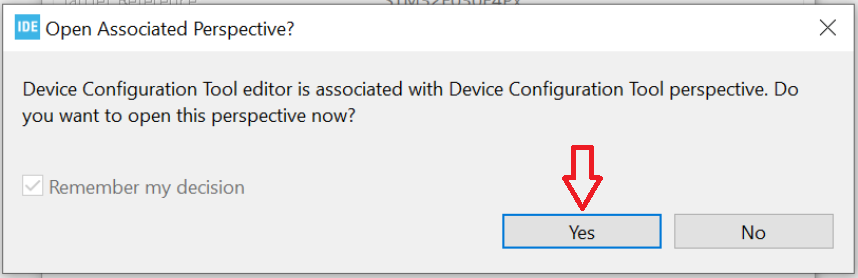 IDE Open Associated Perspective?
Device Configuration Tool editor is associated with Device Configuration Tool perspective. Do
you want to open this perspective now?
Remember my decision
Yes No